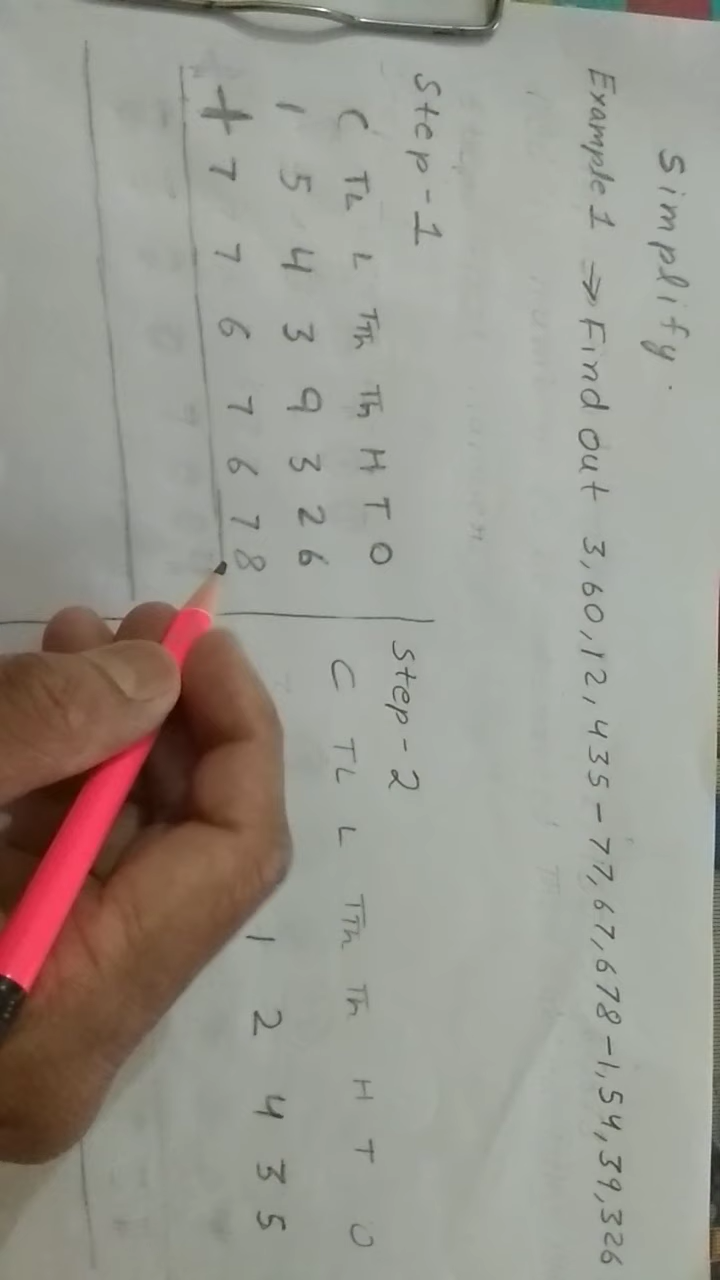 Simplify.
Example 1 ⇒ Find out 3,60,12,435 - 77,67,678 - 1,54,39,326
Step-1
C TL L Tth Th H T O
1 5 4 3 9 3 2 6
+ 7 7 6 7 6 7 8
Step-2
C TL L Tth Th H T O
1 2 4 3 5